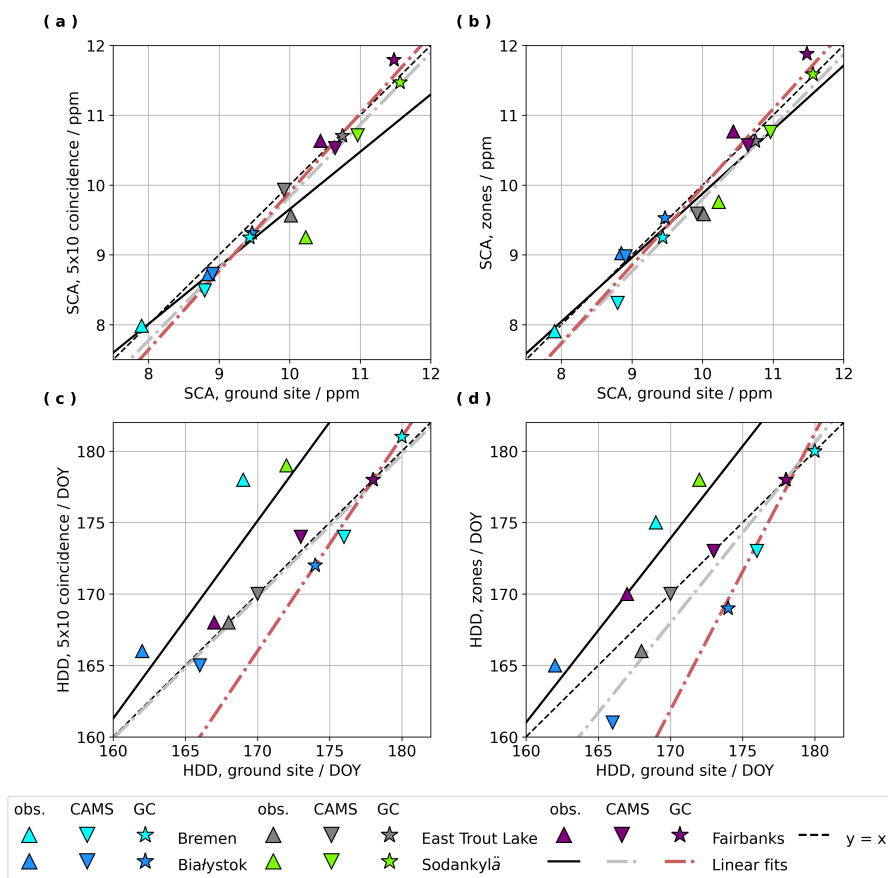 ( a )
( b )
12
11
10
9
8
SCA, 5x10 coincidence / ppm
8 9 10 11 12
SCA, ground site / ppm
12
11
10
9
8
SCA, zones / ppm
8 9 10 11 12
SCA, ground site / ppm
( c )
( d )
180
175
170
165
160
HDD, 5x10 coincidence / DOY
160 165 170 175 180
HDD, ground site / DOY
180
175
170
165
160
HDD, zones / DOY
160 165 170 175 180
HDD, ground site / DOY
obs. CAMS GC obs. CAMS GC obs. CAMS GC
Bremen East Trout Lake Fairbanks y = x
Białystok Sodankylä Linear fits